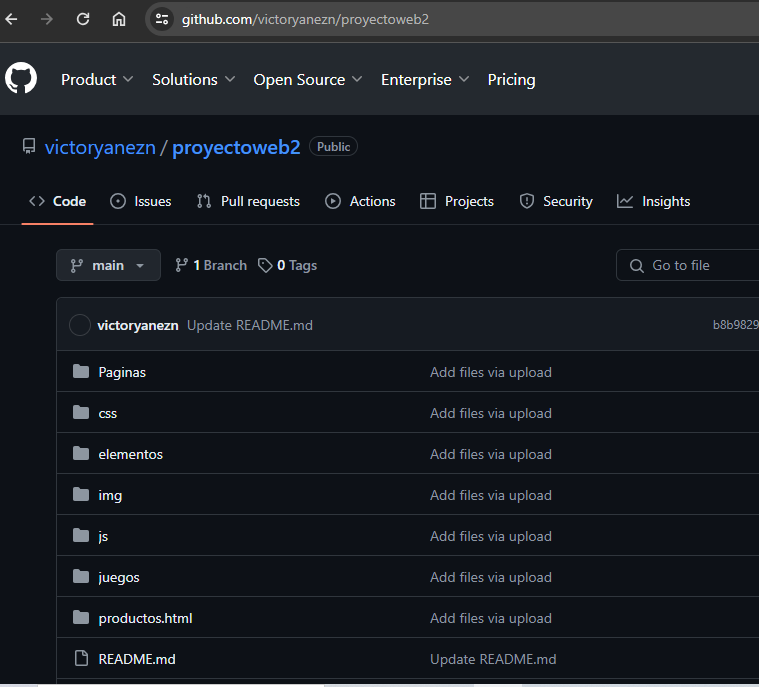 github.com/victoryanezn/proyectoweb2
Product Solutions Open Source Enterprise Pricing
victoryanezn / proyectoweb2 Public
Code Issues Pull requests Actions Projects Security Insights
main 1 Branch 0 Tags Go to file
victoryanezn Update README.md b8b9829
Paginas Add files via upload
css Add files via upload
elementos Add files via upload
img Add files via upload
js Add files via upload
juegos Add files via upload
productos.html Add files via upload
README.md Update README.md